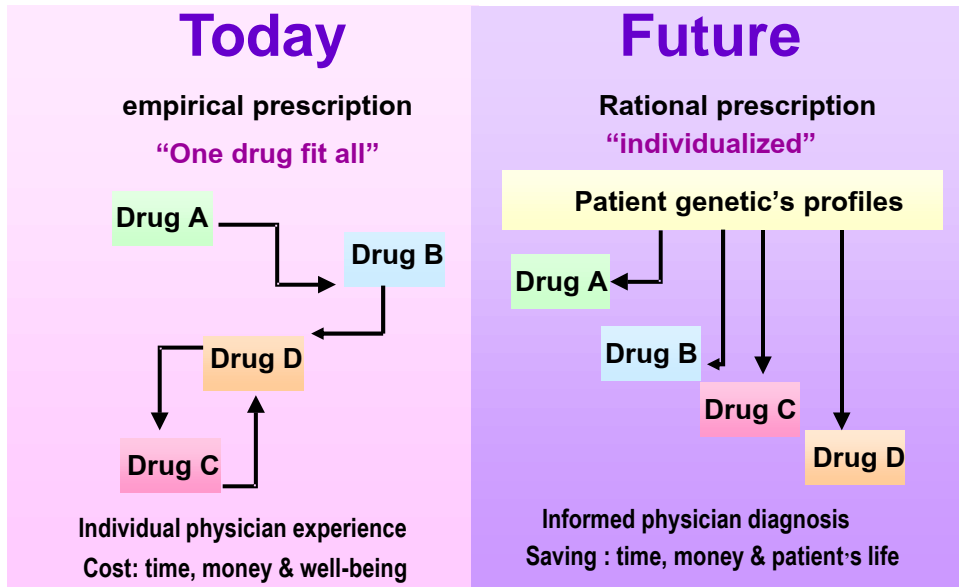 Today
empirical prescription
“One drug fit all”
Drug A
Drug B
Drug D
Drug C
Individual physician experience
Cost: time, money & well-being
Future
Rational prescription
“individualized”
Patient genetic’s profiles
Drug A
Drug B
Drug C
Drug D
Informed physician diagnosis
Saving : time, money & patient’s life